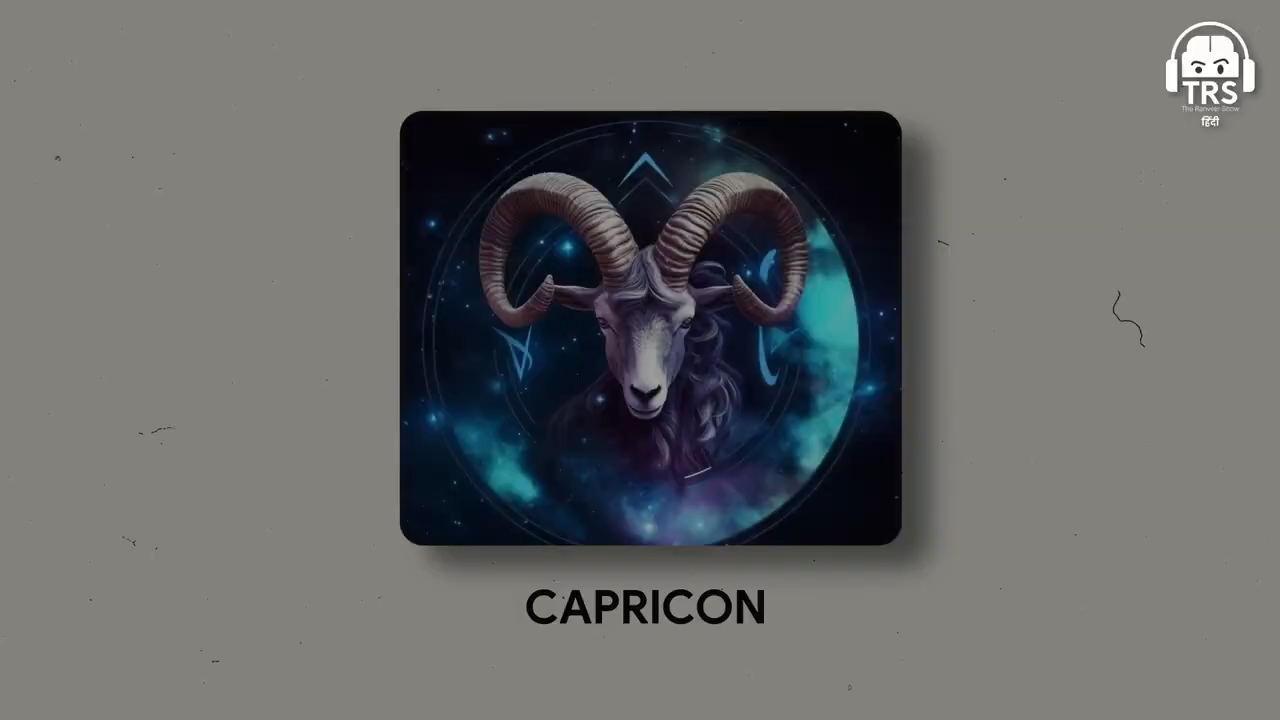 TRS
The Ranveer Show
हिंदी
CAPRICON